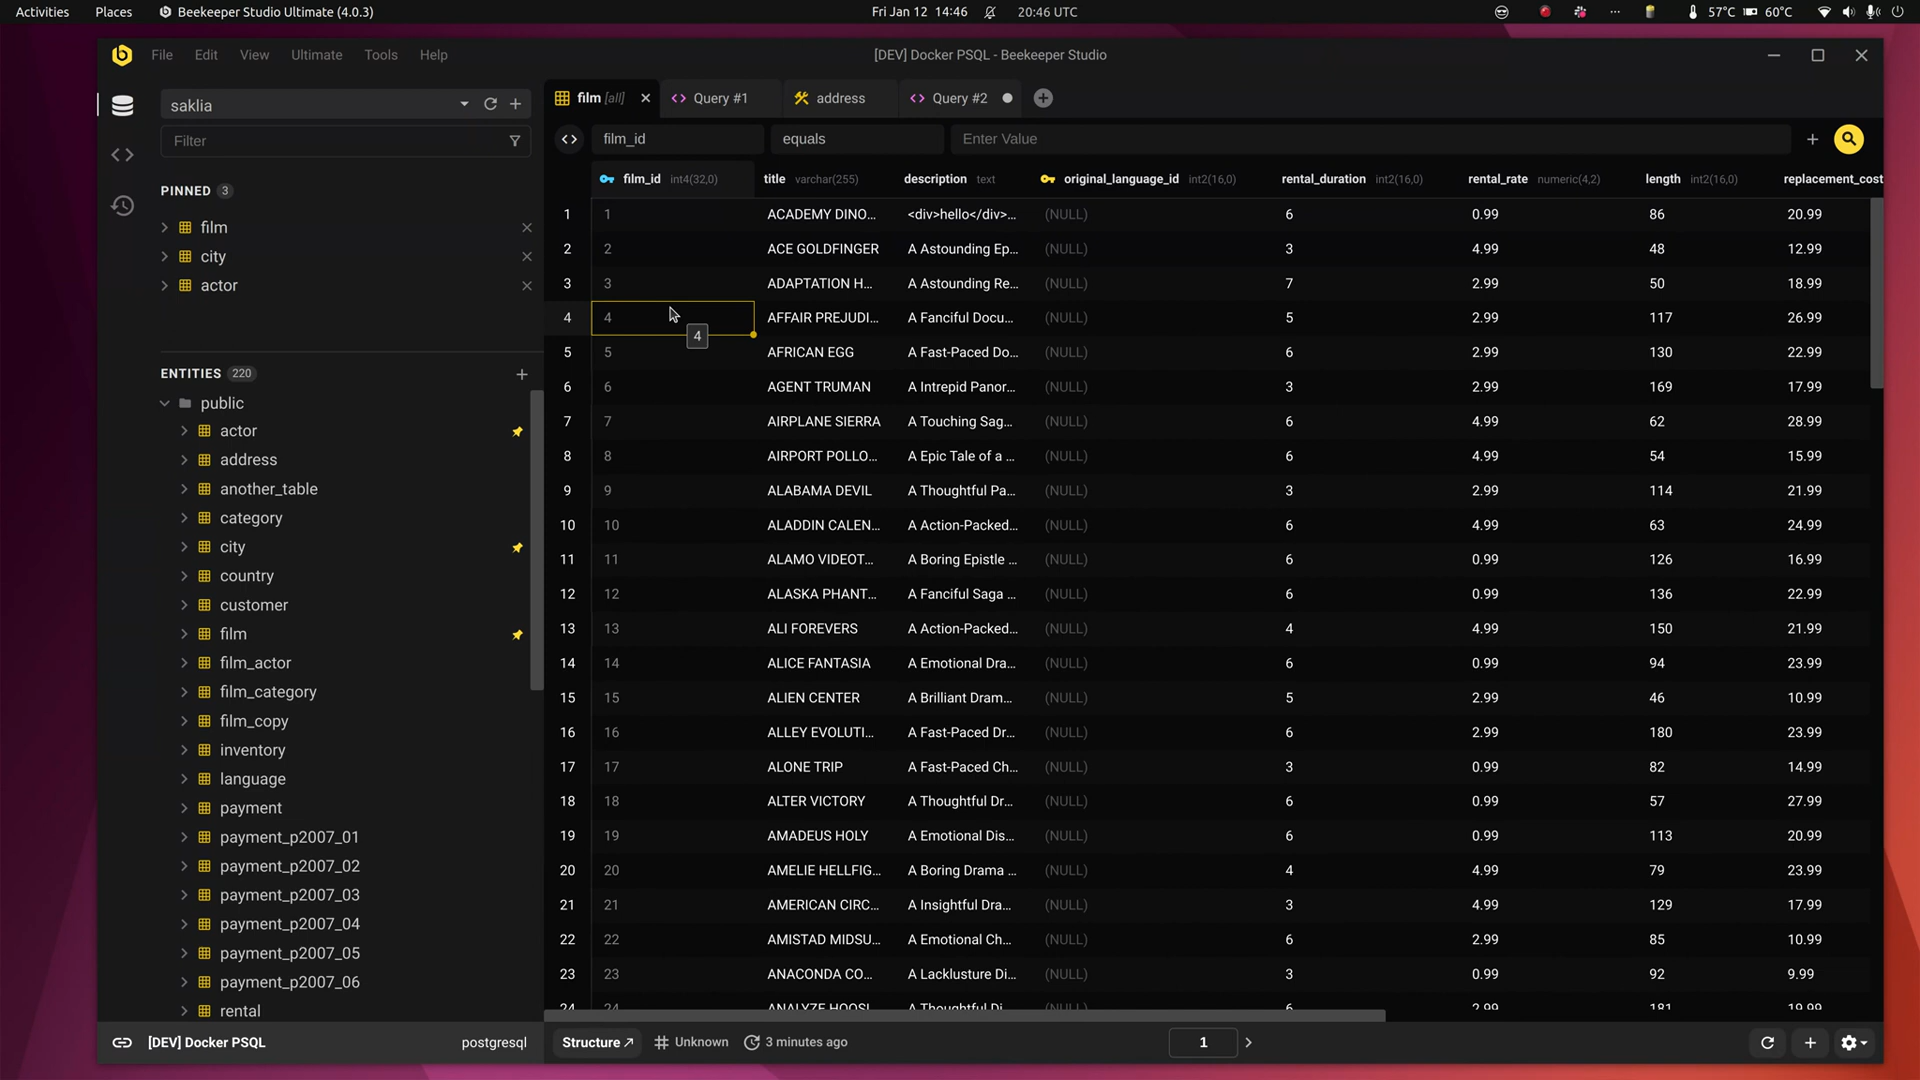 Activities Places Beekeeper Studio Ultimate (4.0.3) Fri Jan 12 14:46 20:46 UTC 57°C 60°C
File Edit View Ultimate Tools Help [DEV] Docker PSQL - Beekeeper Studio
saklia
film [all] Query #1 address Query #2
Filter
film_id equals Enter Value
PINNED 3
film
city
actor
ENTITIES 220
public
actor
address
another_table
category
city
country
customer
film
film_actor
film_category
film_copy
inventory
language
payment
payment_p2007_01
payment_p2007_02
payment_p2007_03
payment_p2007_04
payment_p2007_05
payment_p2007_06
rental
film_id int4(32,0) title varchar(255) description text original_language_id int2(16,0) rental_duration int2(16,0) rental_rate numeric(4,2) length int2(16,0) replacement_cost
1 1 ACADEMY DINO... <div>hello</div>... (NULL) 6 0.99 86 20.99
2 2 ACE GOLDFINGER A Astounding Ep... (NULL) 3 4.99 48 12.99
3 3 ADAPTATION H... A Astounding Re... (NULL) 7 2.99 50 18.99
4 4 AFFAIR PREJUDI... A Fanciful Docu... (NULL) 5 2.99 117 26.99
4
5 5 AFRICAN EGG A Fast-Paced Do... (NULL) 6 2.99 130 22.99
6 6 AGENT TRUMAN A Intrepid Panor... (NULL) 3 2.99 169 17.99
7 7 AIRPLANE SIERRA A Touching Sag... (NULL) 6 4.99 62 28.99
8 8 AIRPORT POLLO... A Epic Tale of a ... (NULL) 6 4.99 54 15.99
9 9 ALABAMA DEVIL A Thoughtful Pa... (NULL) 3 2.99 114 21.99
10 10 ALADDIN CALEN... A Action-Packed... (NULL) 6 4.99 63 24.99
11 11 ALAMO VIDEOT... A Boring Epistle ... (NULL) 6 0.99 126 16.99
12 12 ALASKA PHANT... A Fanciful Saga ... (NULL) 6 0.99 136 22.99
13 13 ALI FOREVERS A Action-Packed... (NULL) 4 4.99 150 21.99
14 14 ALICE FANTASIA A Emotional Dra... (NULL) 6 0.99 94 23.99
15 15 ALIEN CENTER A Brilliant Dram... (NULL) 5 2.99 46 10.99
16 16 ALLEY EVOLUTI... A Fast-Paced Dr... (NULL) 6 2.99 180 23.99
17 17 ALONE TRIP A Fast-Paced Ch... (NULL) 3 0.99 82 14.99
18 18 ALTER VICTORY A Thoughtful Dr... (NULL) 6 0.99 57 27.99
19 19 AMADEUS HOLY A Emotional Dis... (NULL) 6 0.99 113 20.99
20 20 AMELIE HELLFIG... A Boring Drama ... (NULL) 4 4.99 79 23.99
21 21 AMERICAN CIRC... A Insightful Dra... (NULL) 3 4.99 129 17.99
22 22 AMISTAD MIDSU... A Emotional Ch... (NULL) 6 2.99 85 10.99
23 23 ANACONDA CO... A Lacklusture Di... (NULL) 3 0.99 92 9.99
24 24 ANALYZE HOOSI... A Thoughtful Di... (NULL) 6 2.99 181 19.99
[DEV] Docker PSQL postgresql Structure Unknown 3 minutes ago 1